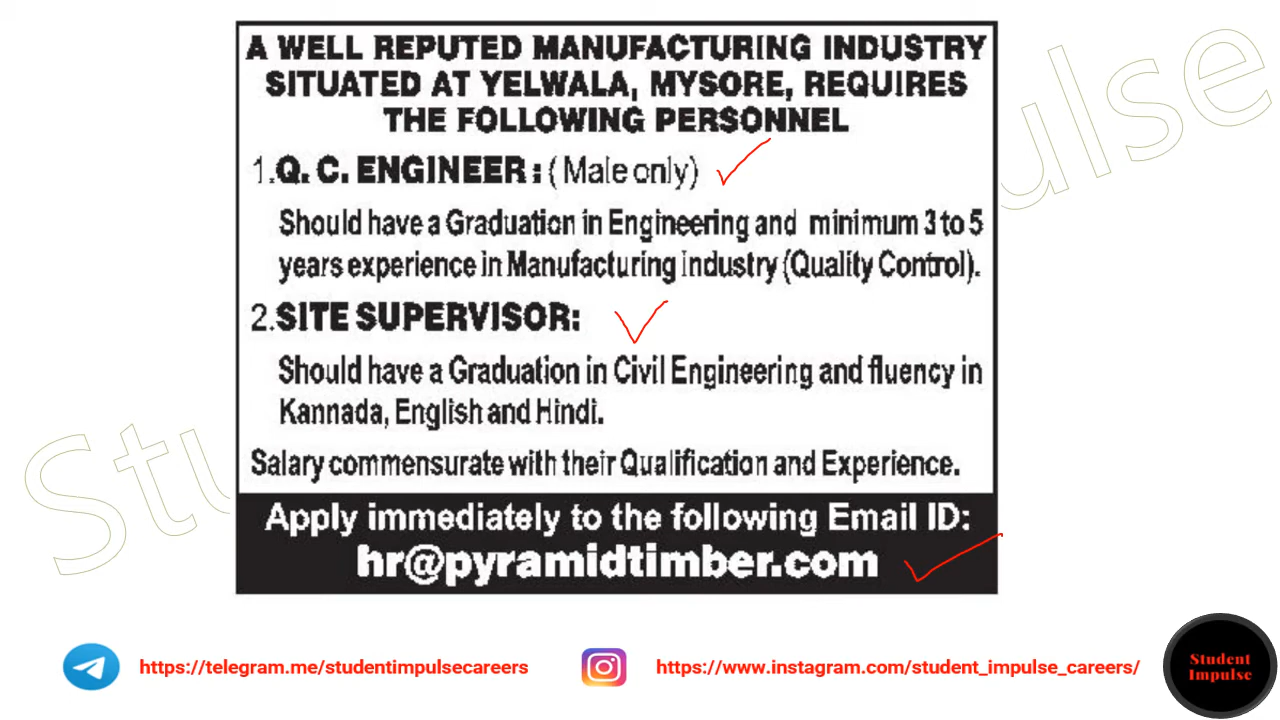 A WELL REPUTED MANUFACTURING INDUSTRY
SITUATED AT YELWALA, MYSORE, REQUIRES
THE FOLLOWING PERSONNEL
1.Q. C. ENGINEER: (Male only)
Should have a Graduation in Engineering and minimum 3 to 5
years experience in Manufacturing Industry (Quality Control).
2.SITE SUPERVISOR:
Should have a Graduation in Civil Engineering and fluency in
Kannada, English and Hindi.
Salary commensurate with their Qualification and Experience.
Apply immediately to the following Email ID:
hr@pyramidtimber.com
https://telegram.me/studentimpulsecareers
https://www.instagram.com/student_impulse_careers/
Student
Impulse